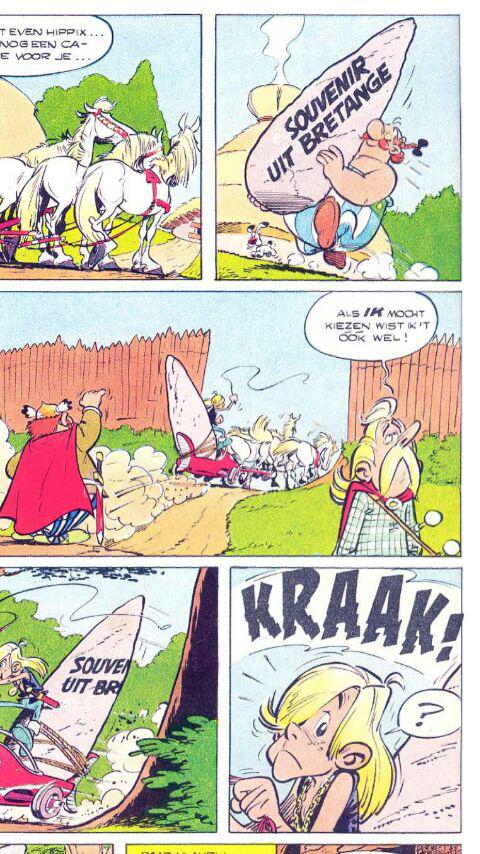 T EVEN HIPPIX...
NOG EEN CA-
E VOOR JE...
SOUVENIR
UIT BRETANGE
ALS IK MOCHT
KIEZEN WIST IK 'T
ÓÓK WEL!
SOUVEN
UIT BR
KRAAK!
?